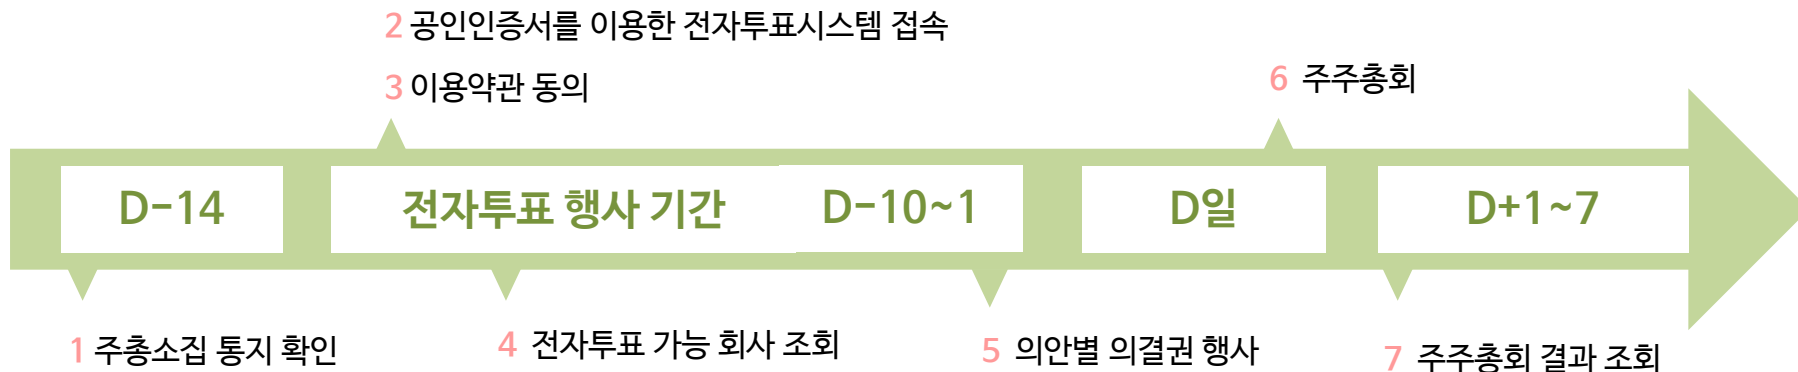 2 공인인증서를 이용한 전자투표시스템 접속
3 이용약관 동의
6 주주총회
D-14
전자투표 행사 기간 D-10~1
D일
D+1~7
1 주총소집 통지 확인
4 전자투표 가능 회사 조회
5 의안별 의결권 행사
7 주주총회 결과 조회